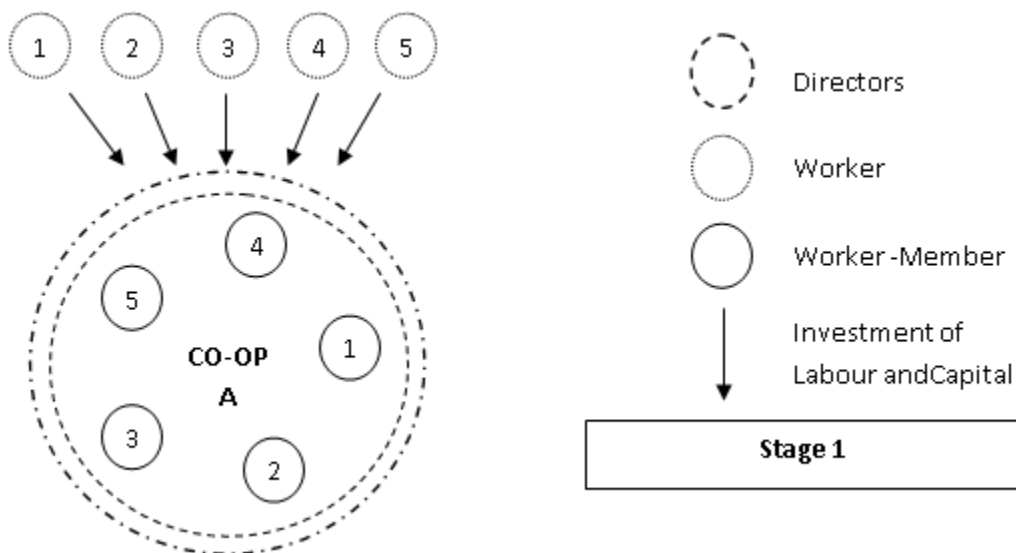 1 2 3 4 5
4
5
1
CO-OP
A
3
2
Directors
Worker
Worker -Member
Investment of
Labour andCapital
Stage 1